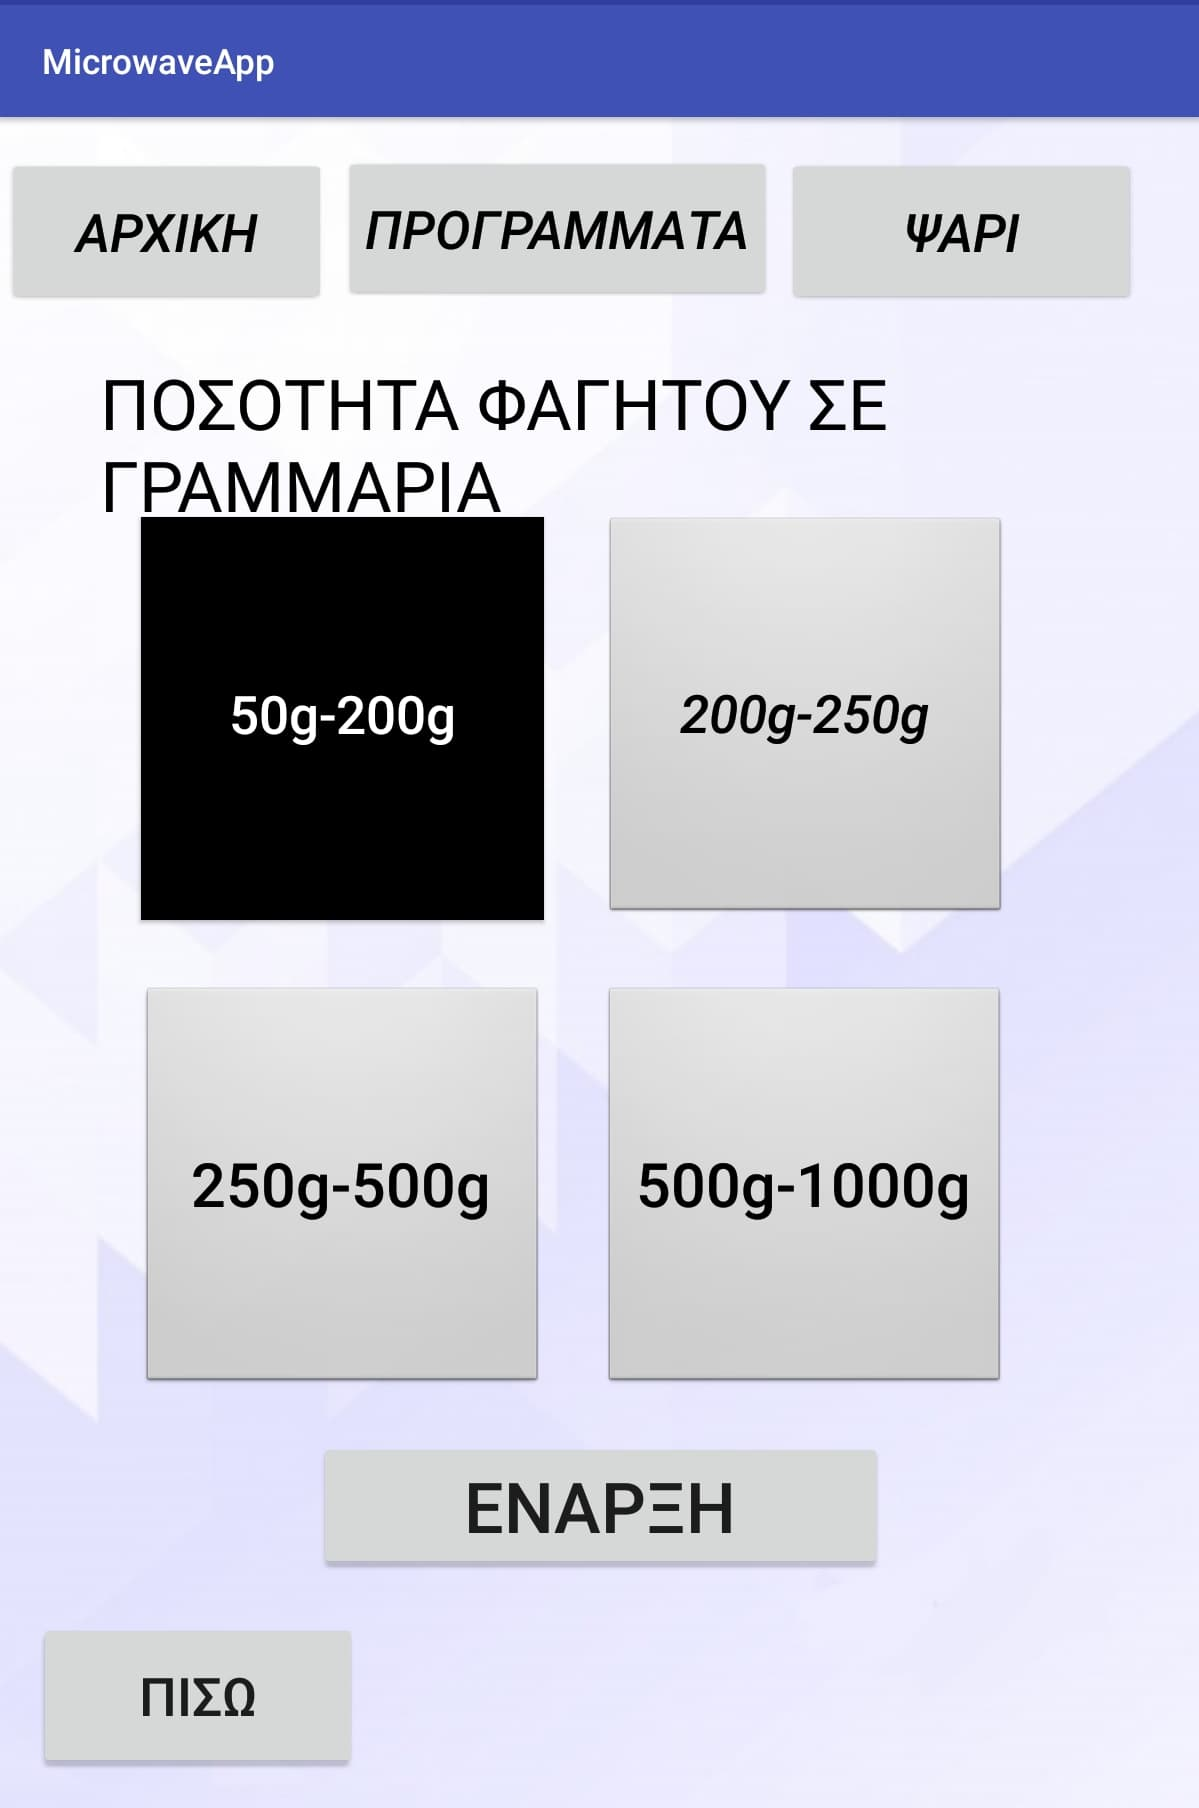 MicrowaveApp
ΑΡΧΙΚΗ
ΠΡΟΓΡΑΜΜΑΤΑ
ΨΑΡΙ
ΠΟΣΟΤΗΤΑ ΦΑΓΗΤΟΥ ΣΕ
ΓΡΑΜΜΑΡΙΑ
50g-200g
200g-250g
250g-500g
500g-1000g
ΕΝΑΡΞΗ
ΠΙΣΩ